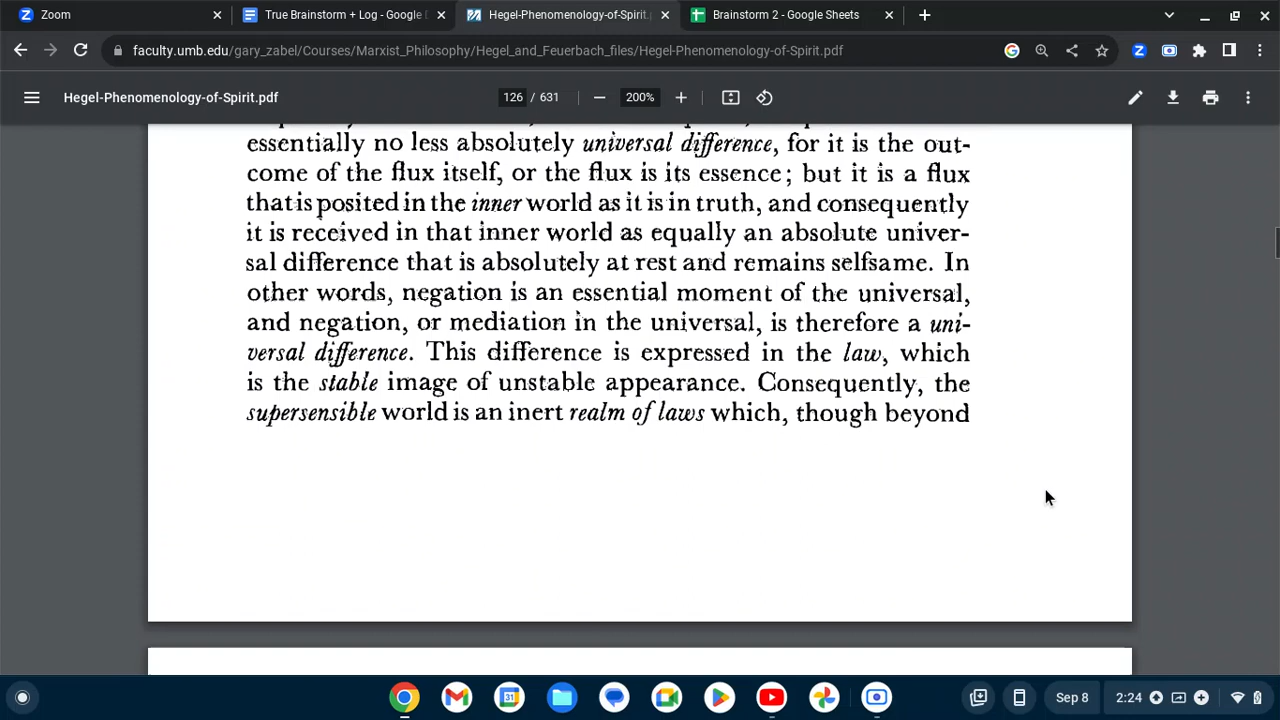 Zoom
True Brainstorm + Log - Google
Hegel-Phenomenology-of-Spirit.
Brainstorm 2 - Google Sheets
faculty.umb.edu/gary_zabel/Courses/Marxist_Philosophy/Hegel_and_Feuerbach_files/Hegel-Phenomenology-of-Spirit.pdf
Hegel-Phenomenology-of-Spirit.pdf
126 / 631
200%
essentially no less absolutely universal difference, for it is the out-
come of the flux itself, or the flux is its essence; but it is a flux
that is posited in the inner world as it is in truth, and consequently
it is received in that inner world as equally an absolute univer-
sal difference that is absolutely at rest and remains selfsame. In
other words, negation is an essential moment of the universal,
and negation, or mediation in the universal, is therefore a uni-
versal difference. This difference is expressed in the law, which
is the stable image of unstable appearance. Consequently, the
supersensible world is an inert realm of laws which, though beyond
Sep 8
2:24